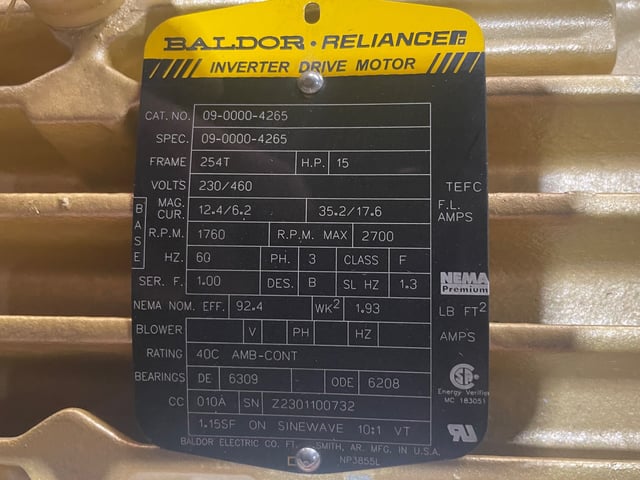 BALDOR · RELIANCE
INVERTER DRIVE MOTOR
CAT. NO. 09-0000-4265
SPEC. 09-0000-4265
FRAME 254T H.P. 15
VOLTS 230/460 TEFC
MAG. CUR. 12.4/6.2 35.2/17.6 F.L. AMPS
BASE
R.P.M. 1760 R.P.M. MAX 2700
HZ. 60 PH. 3 CLASS F
SER. F. 1.00 DES. B SL HZ 1.3 NEMA Premium
NEMA NOM. EFF. 92.4 WK² 1.93 LB FT²
BLOWER V PH HZ AMPS
RATING 40C AMB-CONT
BEARINGS DE 6309 ODE 6208
Energy Verified
MC 183051
CC 010A SN Z2301100732
1.15SF ON SINEWAVE 10:1 VT
BALDOR ELECTRIC CO. FT. SMITH, AR. MFG. IN U.S.A.
NP3855L